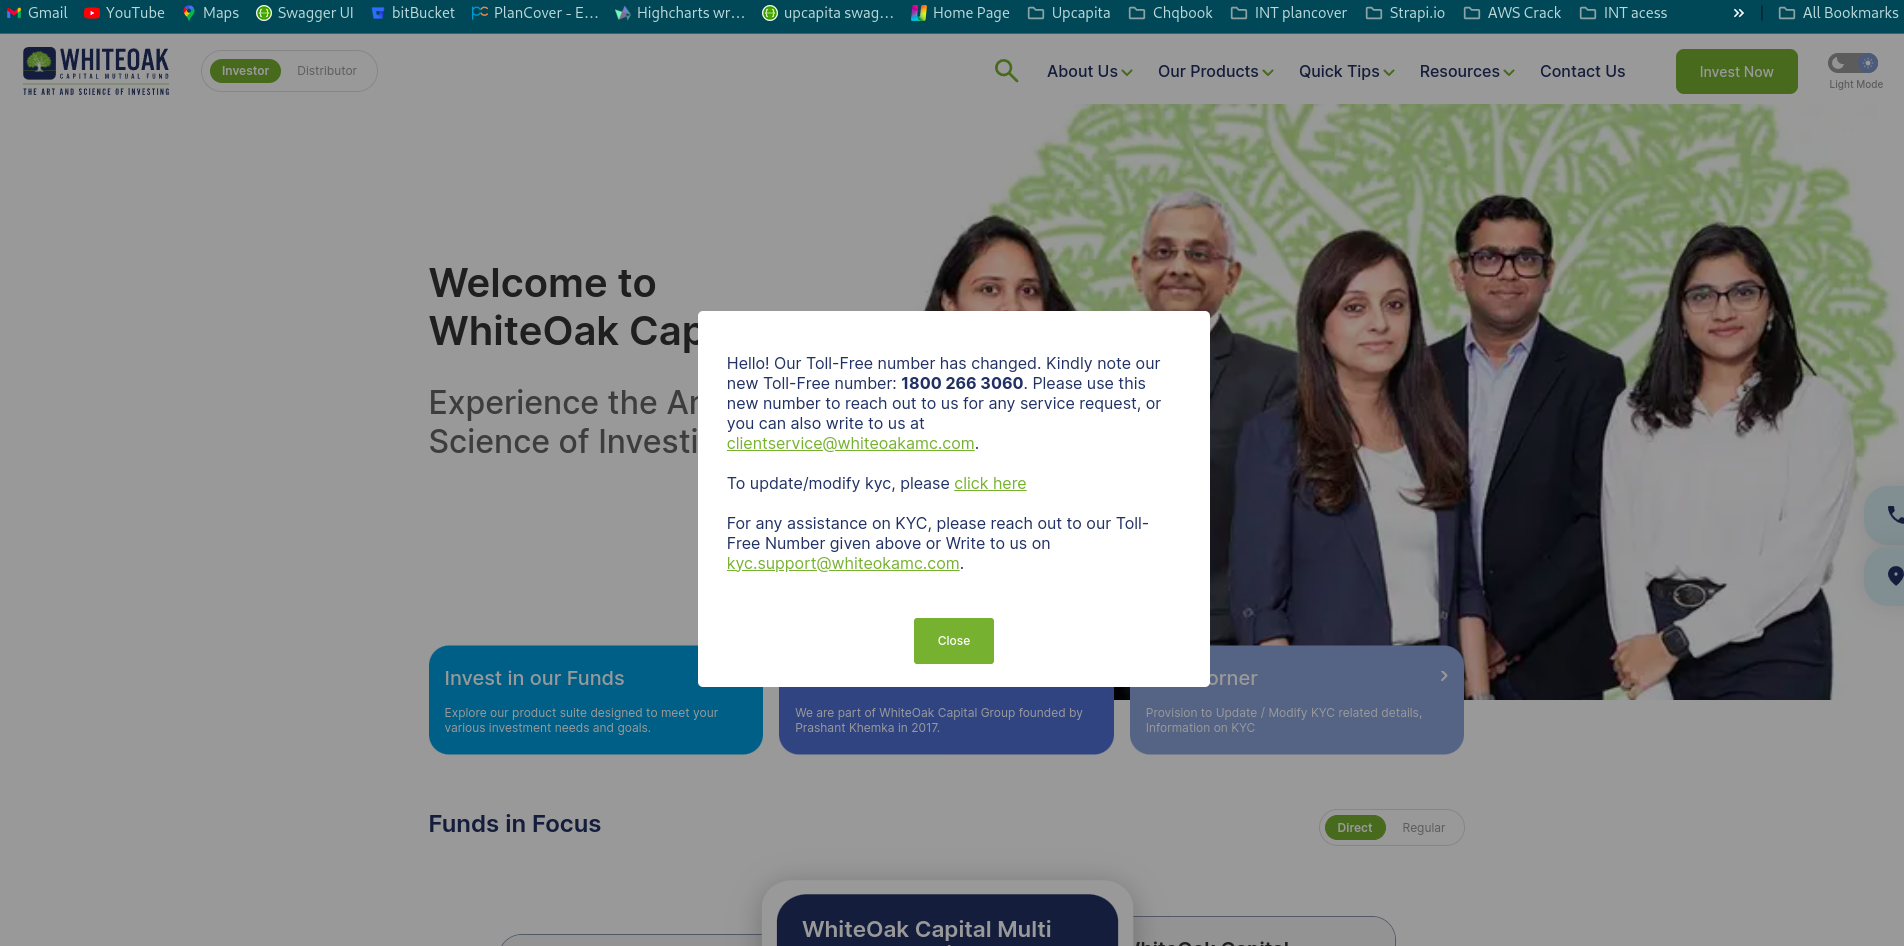 Gmail YouTube Maps Swagger UI bitBucket PlanCover - E... Highcharts wr... upcapita swag... Home Page Upcapita Chqbook INT plancover Strapi.io AWS Crack INT acess » All Bookmarks
WHITEOAK
CAPITAL MUTUAL FUND
THE ART AND SCIENCE OF INVESTING
Investor Distributor
About Us Our Products Quick Tips Resources Contact Us Invest Now
Light Mode
Welcome to
WhiteOak Cap
Experience the Ar
Science of Investi
Hello! Our Toll-Free number has changed. Kindly note our
new Toll-Free number: 1800 266 3060. Please use this
new number to reach out to us for any service request, or
you can also write to us at
clientservice@whiteoakamc.com.
To update/modify kyc, please click here
For any assistance on KYC, please reach out to our Toll-
Free Number given above or Write to us on
kyc.support@whiteokamc.com.
Close
Invest in our Funds
Explore our product suite designed to meet your
various investment needs and goals.
We are part of WhiteOak Capital Group founded by
Prashant Khemka in 2017.
orner
Provision to Update / Modify KYC related details,
Information on KYC
Funds in Focus
Direct Regular
WhiteOak Capital Multi